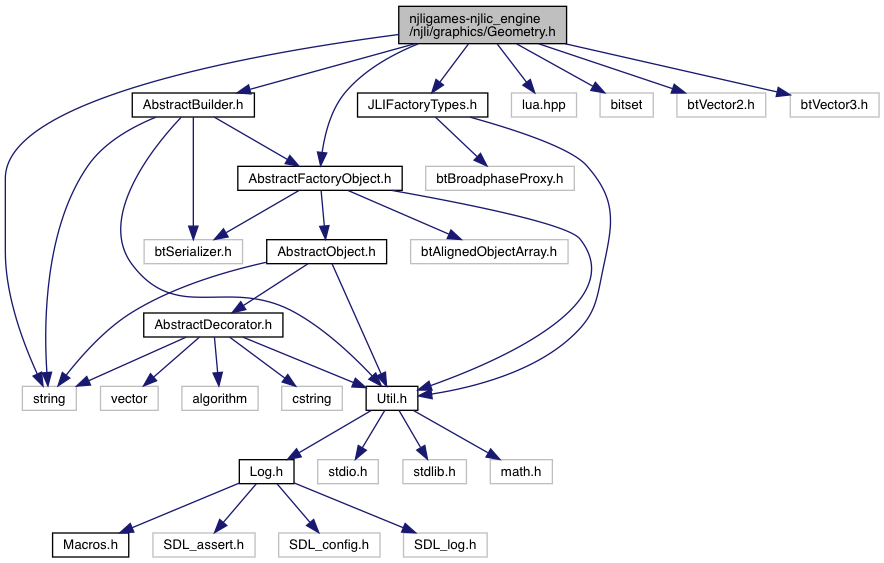 njligames-njlic_engine
/njli/graphics/Geometry.h
AbstractBuilder.h
JLIFactoryTypes.h
lua.hpp
bitset
btVector2.h
btVector3.h
AbstractFactoryObject.h
btBroadphaseProxy.h
btSerializer.h
AbstractObject.h
btAlignedObjectArray.h
AbstractDecorator.h
string
vector
algorithm
cstring
Util.h
Log.h
stdio.h
stdlib.h
math.h
Macros.h
SDL_assert.h
SDL_config.h
SDL_log.h